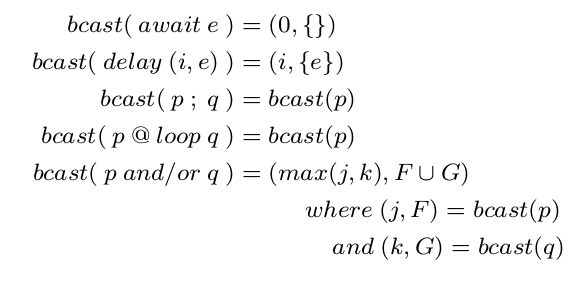 bcast( await e ) = (0, {})
bcast( delay (i, e) ) = (i, {e})
bcast( p ; q ) = bcast(p)
bcast( p @ loop q ) = bcast(p)
bcast( p and/or q ) = (max(j, k), F ∪ G)
where (j, F) = bcast(p)
and (k, G) = bcast(q)